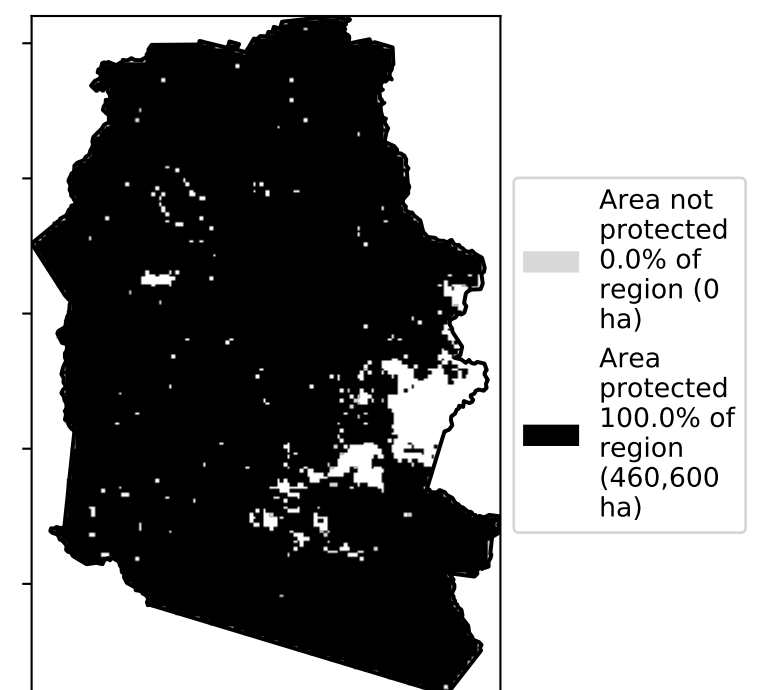 Area not
protected
0.0% of
region (0
ha)
Area
protected
100.0% of
region
(460,600
ha)